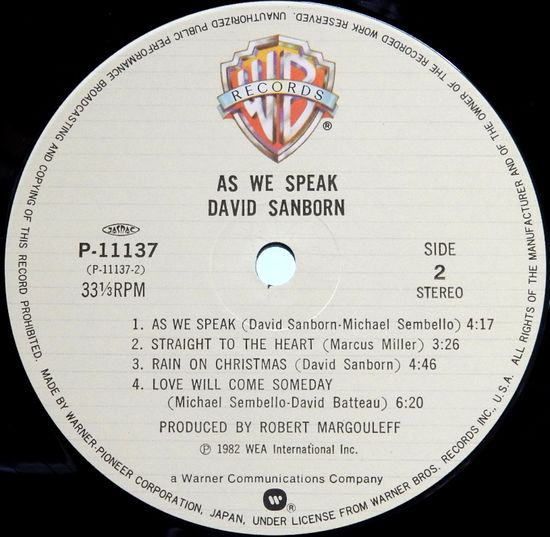 UNAUTHORIZED PUBLIC PERFORMANCE BROADCASTING AND COPYING OF THIS RECORD PROHIBITED.
ALL RIGHTS OF THE MANUFACTURER AND OF THE OWNER OF THE RECORDED WORK RESERVED.
WB
RECORDS
®
AS WE SPEAK
DAVID SANBORN
JASRAC
P-11137
(P-11137-2)
33⅓RPM
SIDE
2
STEREO
1. AS WE SPEAK (David Sanborn-Michael Sembello) 4:17
2. STRAIGHT TO THE HEART (Marcus Miller) 3:26
3. RAIN ON CHRISTMAS (David Sanborn) 4:46
4. LOVE WILL COME SOMEDAY
(Michael Sembello-David Batteau) 6:20
PRODUCED BY ROBERT MARGOULEFF
℗ 1982 WEA International Inc.
a Warner Communications Company
®
MADE BY WARNER-PIONEER CORPORATION, JAPAN, UNDER LICENSE FROM WARNER BROS. RECORDS INC., U.S.A.